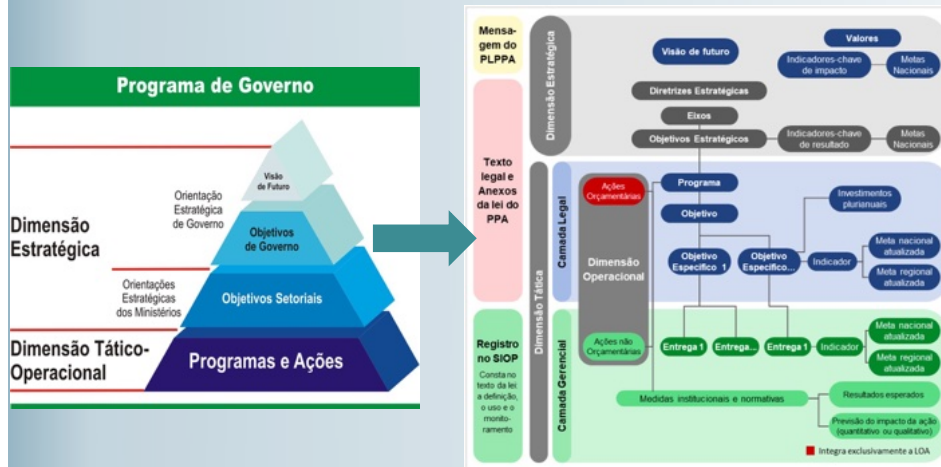 Programa de Governo
Visão
de Futuro
Orientação
Estratégica
de Governo
Dimensão
Estratégica
Objetivos
de Governo
Orientações
Estratégicas
dos Ministérios
Objetivos Setoriais
Dimensão Tático-
Operacional
Programas e Ações
Mensa-
gem do
PLPPA
Texto
legal e
Anexos
da lei do
PPA
Registro
no SIOP
Consta no
texto da lei:
a definição,
o uso e o
monito-
ramento
Dimensão Estratégica
Visão de futuro
Valores
Indicadores-chave
de impacto
Metas
Nacionais
Diretrizes Estratégicas
Eixos
Objetivos Estratégicos
Indicadores-chave
de resultado
Metas
Nacionais
Dimensão Tática
Camada Legal
Ações
Orçamentárias
Dimensão
Operacional
Ações não
Orçamentárias
Programa
Objetivo
Investimentos
plurianuais
Objetivo
Específico 1
Objetivo
Específico...
Indicador
Meta nacional
atualizada
Meta regional
atualizada
Camada Gerencial
Entrega 1
Entrega...
Entrega 1
Indicador
Meta nacional
atualizada
Meta regional
atualizada
Medidas institucionais e normativas
Resultados esperados
Previsão do impacto da ação
(quantitativo ou qualitativo)
Integra exclusivamente a LOA